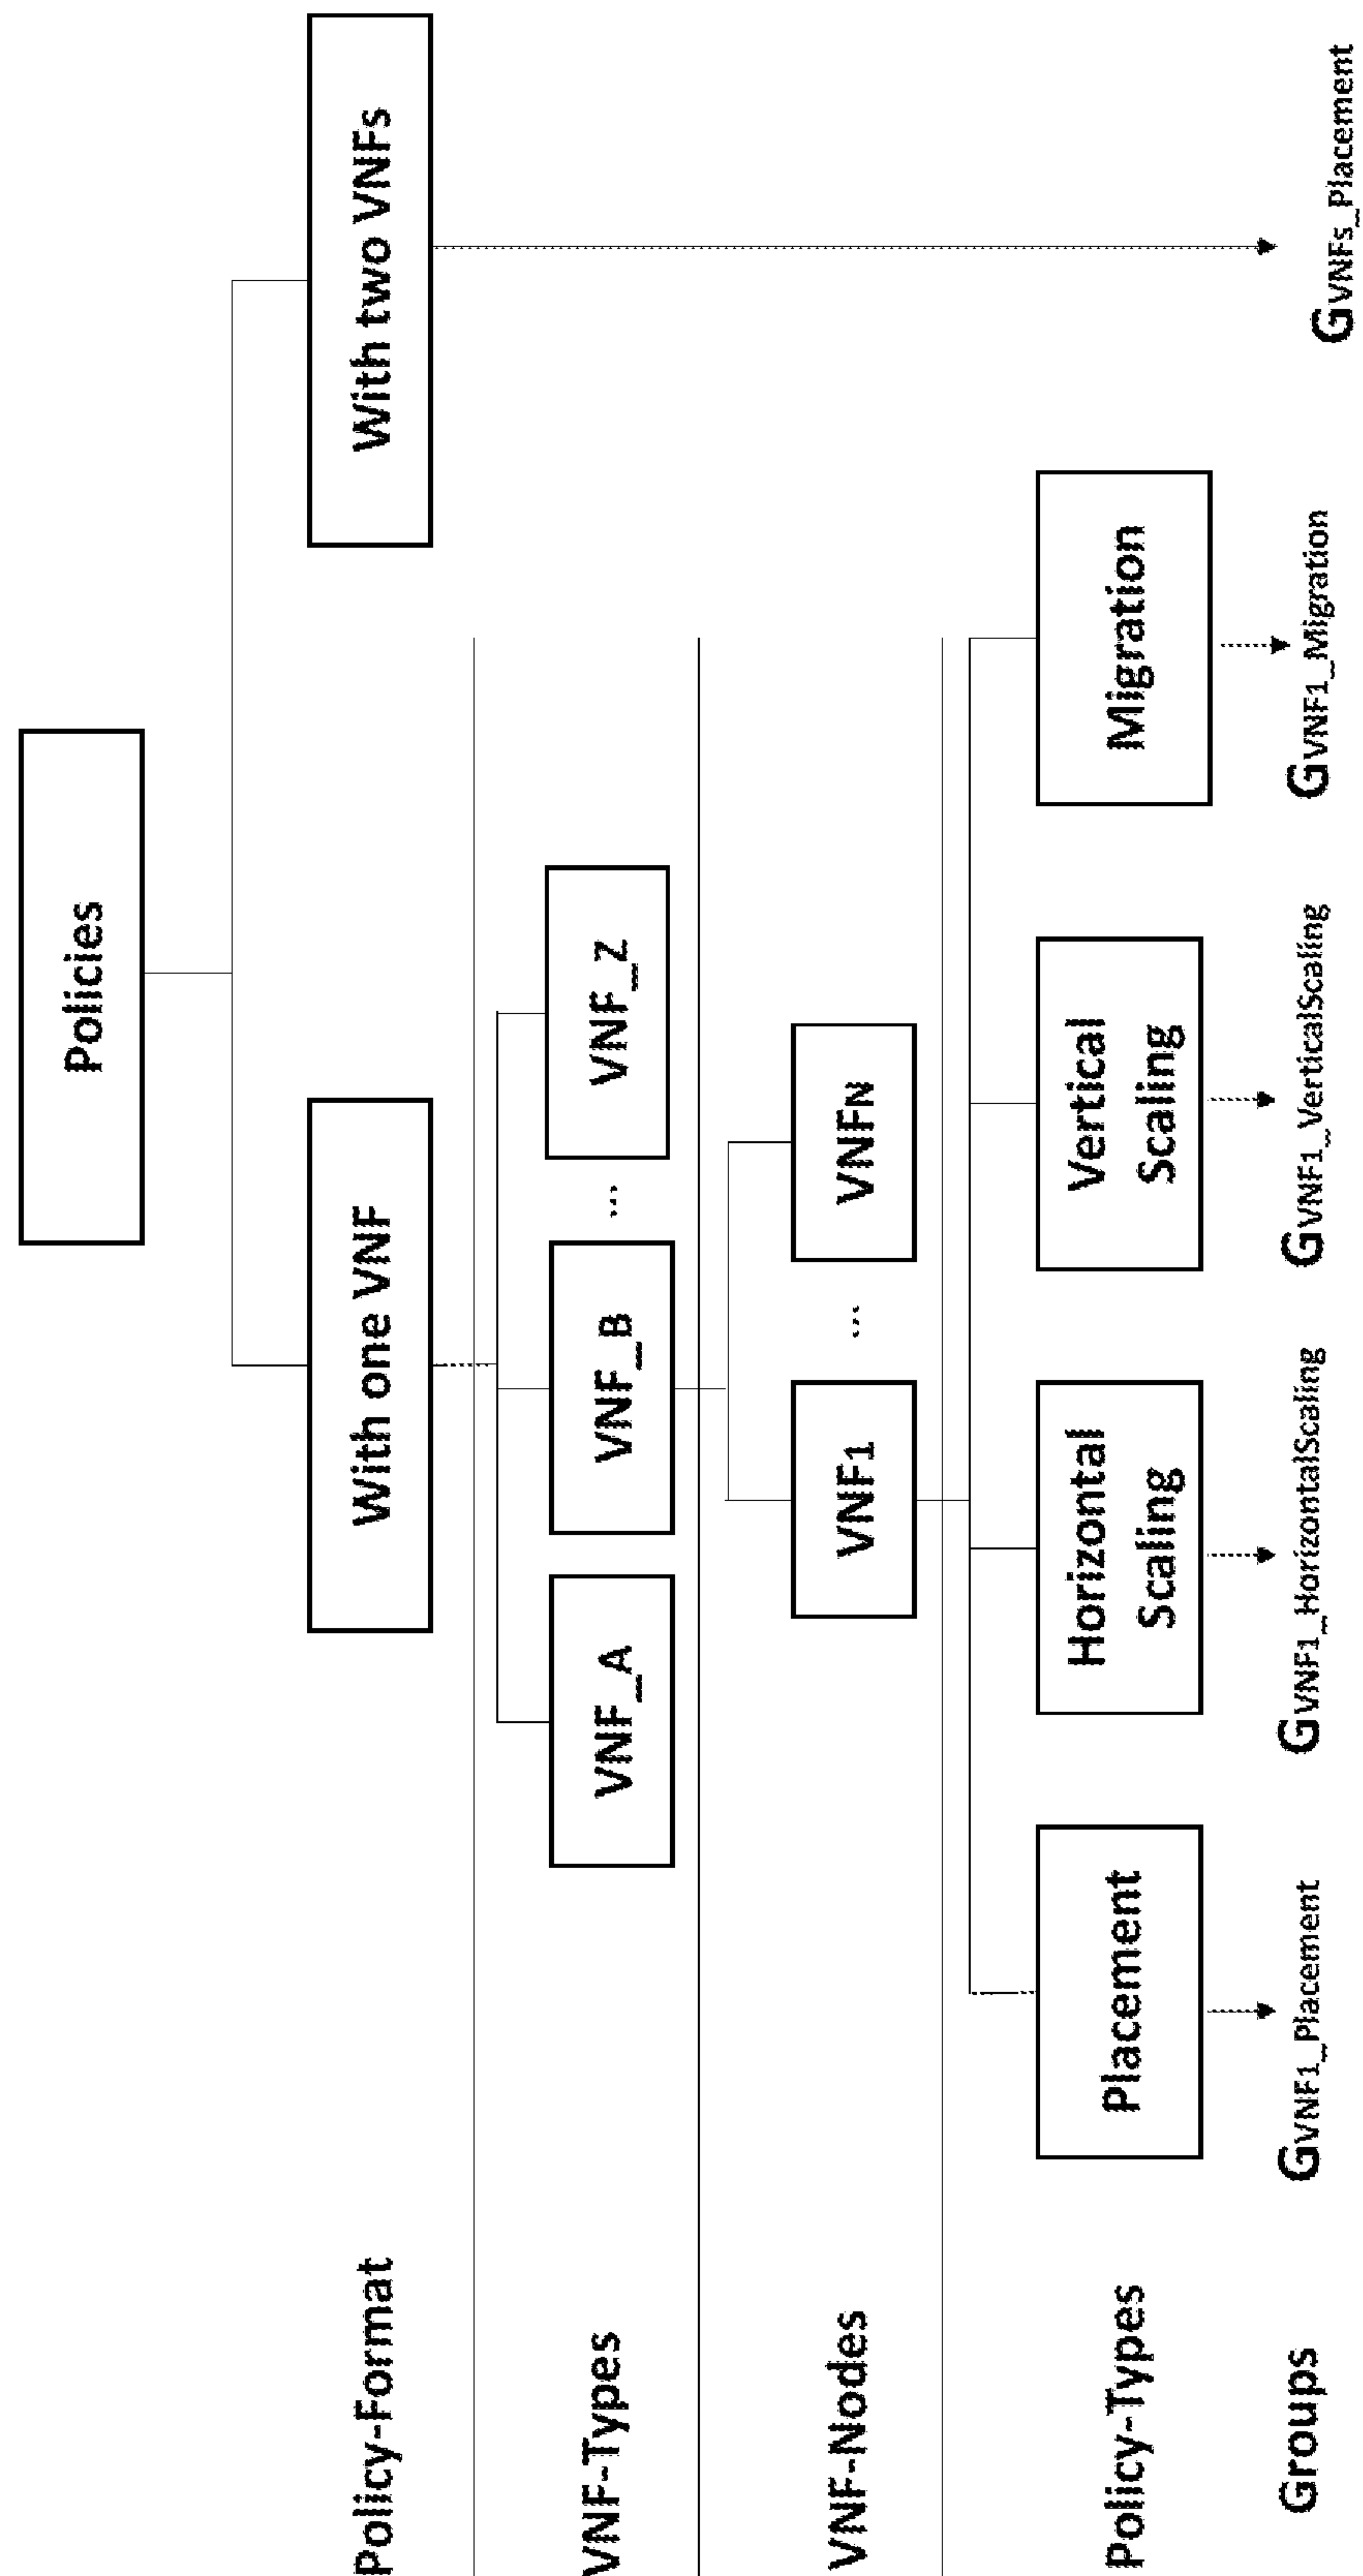 Policies
Policy-Format
With one VNF
With two VNFs
VNF-Types
VNF_A
VNF_B
...
VNF_Z
VNF-Nodes
VNF1
...
VNFN
Policy-Types
Placement
Horizontal
Scaling
Vertical
Scaling
Migration
Groups
GVNF1_Placement
GVNF1_HorizontalScaling
GVNF1_VerticalScaling
GVNF1_Migration
GVNFs_Placement